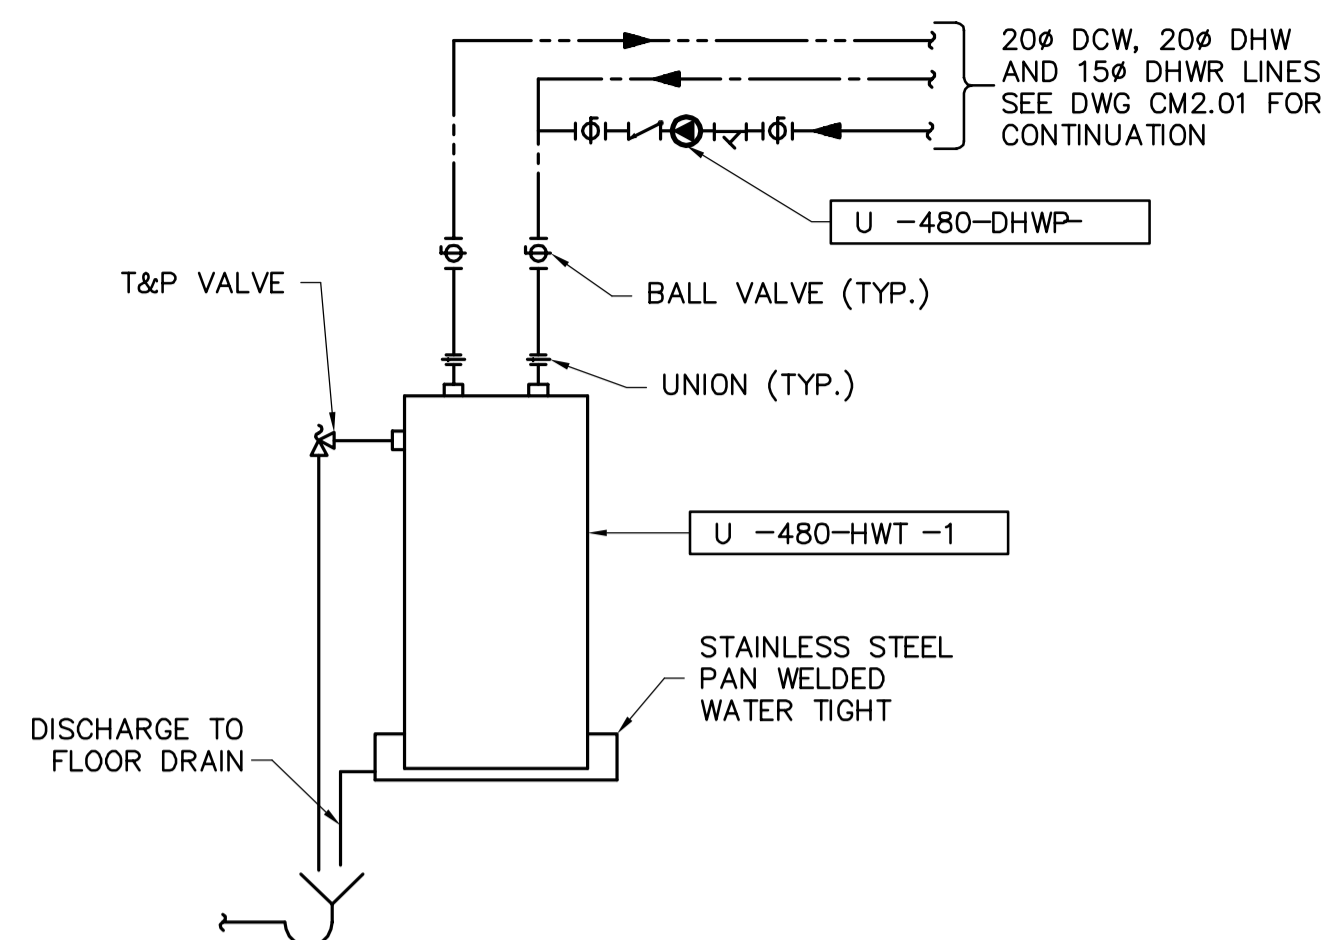 20ø DCW, 20ø DHW
AND 15ø DHWR LINES
SEE DWG CM2.01 FOR
CONTINUATION
U -480-DHWP-
T&P VALVE
BALL VALVE (TYP.)
UNION (TYP.)
U -480-HWT -1
STAINLESS STEEL
PAN WELDED
WATER TIGHT
DISCHARGE TO
FLOOR DRAIN